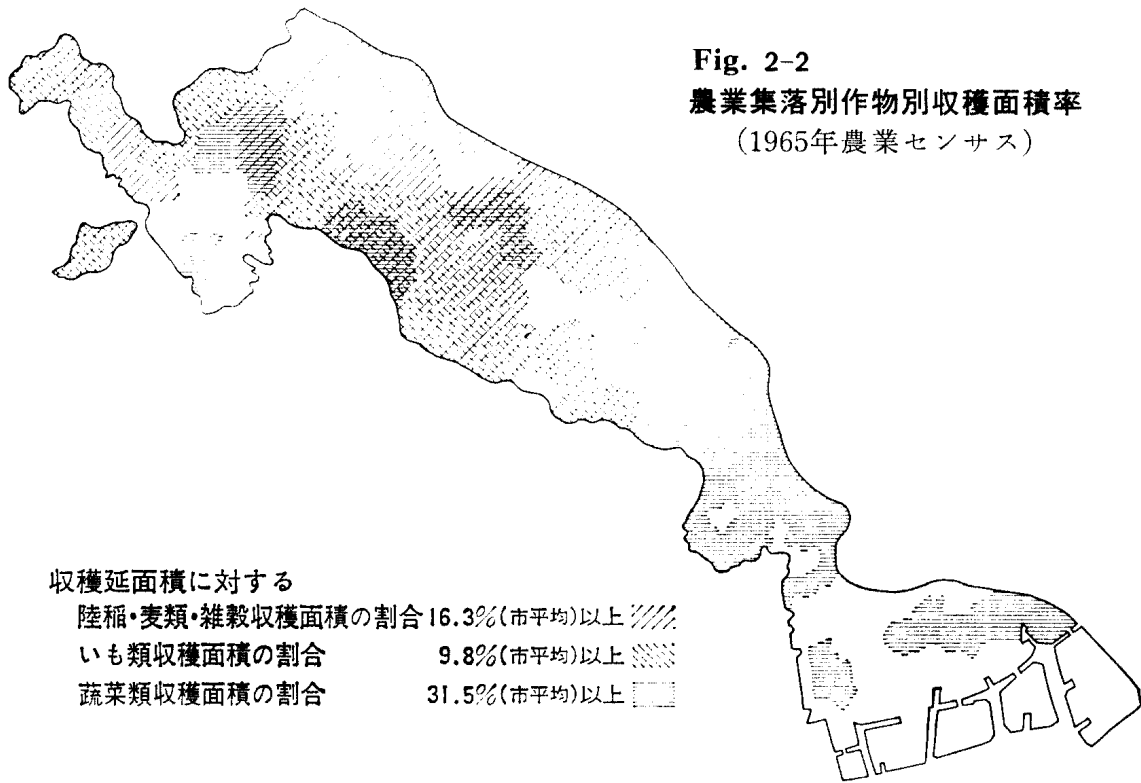 Fig. 2-2
農業集落別作物別収穫面積率
(1965年農業センサス)
収穫延面積に対する
陸稲・麦類・雑穀収穫面積の割合16.3%(市平均)以上
いも類収穫面積の割合 9.8%(市平均)以上
蔬菜類収穫面積の割合 31.5%(市平均)以上